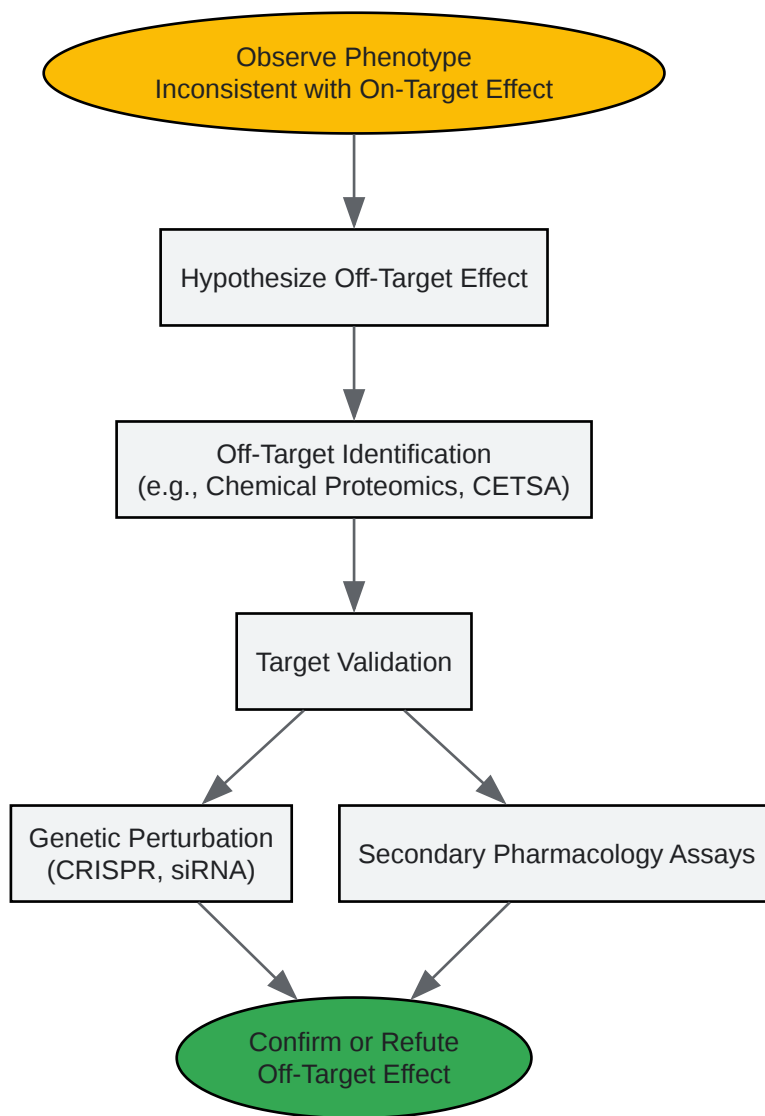 Observe Phenotype
Inconsistent with On-Target Effect
Hypothesize Off-Target Effect
Off-Target Identification
(e.g., Chemical Proteomics, CETSA)
Target Validation
Genetic Perturbation
(CRISPR, siRNA)
Secondary Pharmacology Assays
Confirm or Refute
Off-Target Effect